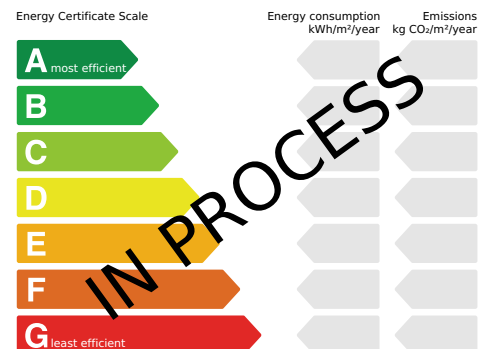 Energy Certificate Scale
Energy consumption
kWh/m²/year
Emissions
kg CO₂/m²/year
A most efficient
B
C
D
E
F
G least efficient
IN PROCESS